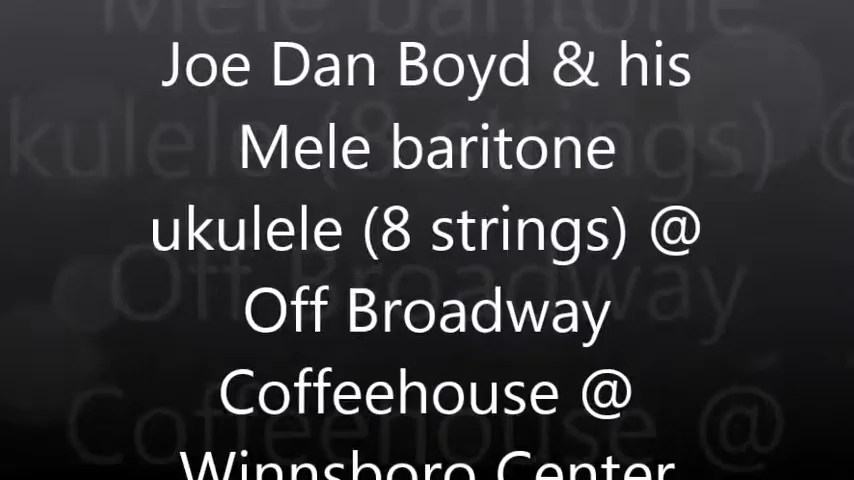 Joe Dan Boyd & his
Mele baritone
ukulele (8 strings) @
Off Broadway
Coffeehouse @
Winnsboro Center